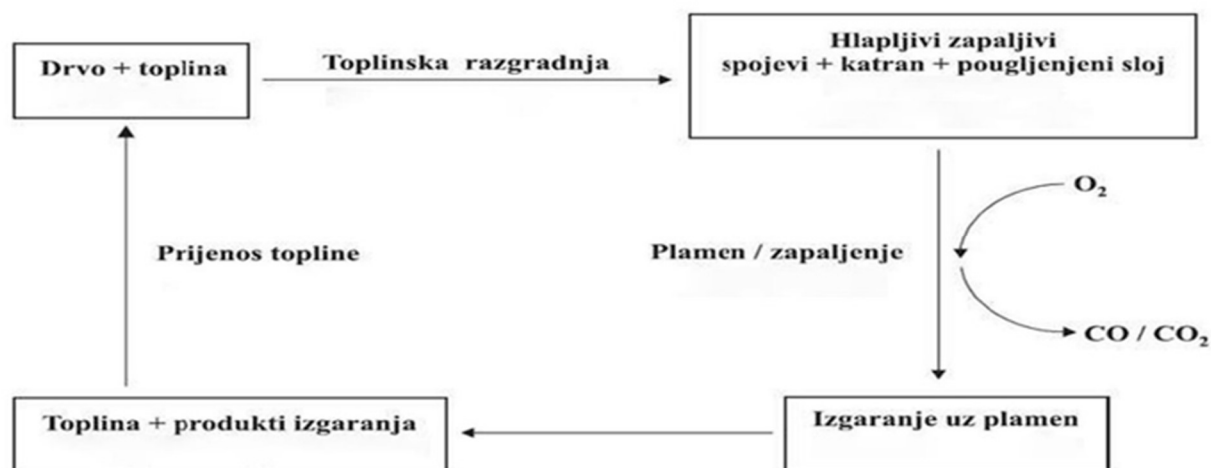 Drvo + toplina
Toplinska razgradnja
Hlapljivi zapaljivi
spojevi + katran + pougljenjeni sloj
O₂
Prijenos topline
Plamen / zapaljenje
CO / CO₂
Toplina + produkti izgaranja
Izgaranje uz plamen